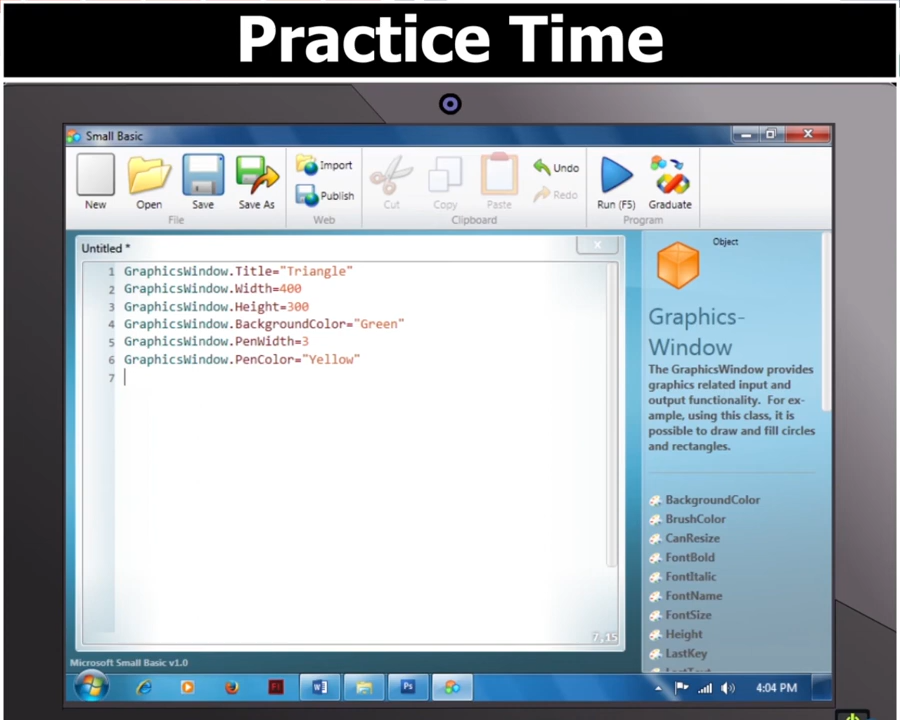 Practice Time
Small Basic
New
Open
Save
Save As
File
Import
Publish
Web
Cut
Copy
Paste
Undo
Redo
Clipboard
Run (F5)
Graduate
Program
Untitled *
1 GraphicsWindow.Title="Triangle"
2 GraphicsWindow.Width=400
3 GraphicsWindow.Height=300
4 GraphicsWindow.BackgroundColor="Green"
5 GraphicsWindow.PenWidth=3
6 GraphicsWindow.PenColor="Yellow"
7
7,15
Object
Graphics-
Window
The GraphicsWindow provides
graphics related input and
output functionality. For ex-
ample, using this class, it is
possible to draw and fill circles
and rectangles.
BackgroundColor
BrushColor
CanResize
FontBold
FontItalic
FontName
FontSize
Height
LastKey
LastText
Microsoft Small Basic v1.0
4:04 PM